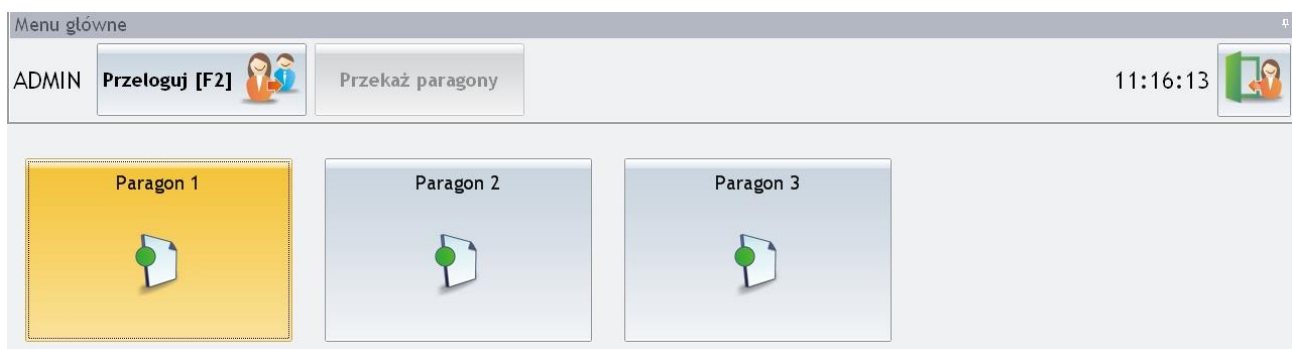 Menu główne
ADMIN Przeloguj [F2] Przekaż paragony 11:16:13
Paragon 1 Paragon 2 Paragon 3